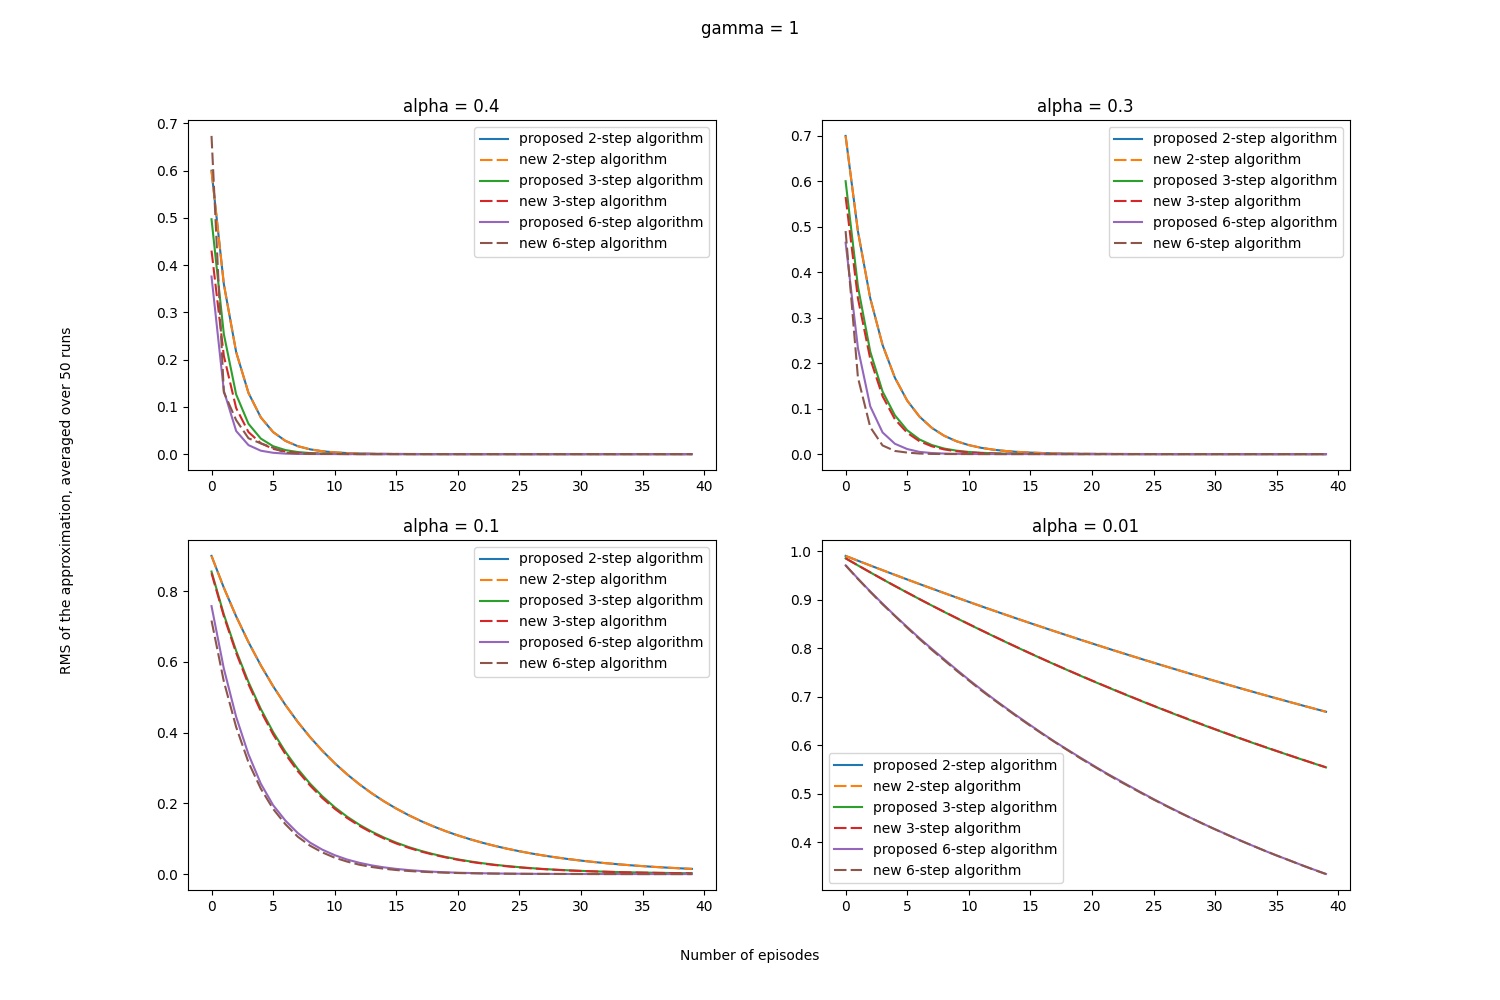 gamma = 1
alpha = 0.4
0.7
0.6
0.5
0.4
0.3
0.2
0.1
0.0
0 5 10 15 20 25 30 35 40
proposed 2-step algorithm
new 2-step algorithm
proposed 3-step algorithm
new 3-step algorithm
proposed 6-step algorithm
new 6-step algorithm
alpha = 0.3
0.7
0.6
0.5
0.4
0.3
0.2
0.1
0.0
0 5 10 15 20 25 30 35 40
proposed 2-step algorithm
new 2-step algorithm
proposed 3-step algorithm
new 3-step algorithm
proposed 6-step algorithm
new 6-step algorithm
RMS of the approximation, averaged over 50 runs
alpha = 0.1
0.8
0.6
0.4
0.2
0.0
0 5 10 15 20 25 30 35 40
proposed 2-step algorithm
new 2-step algorithm
proposed 3-step algorithm
new 3-step algorithm
proposed 6-step algorithm
new 6-step algorithm
alpha = 0.01
1.0
0.9
0.8
0.7
0.6
0.5
0.4
0 5 10 15 20 25 30 35 40
proposed 2-step algorithm
new 2-step algorithm
proposed 3-step algorithm
new 3-step algorithm
proposed 6-step algorithm
new 6-step algorithm
Number of episodes